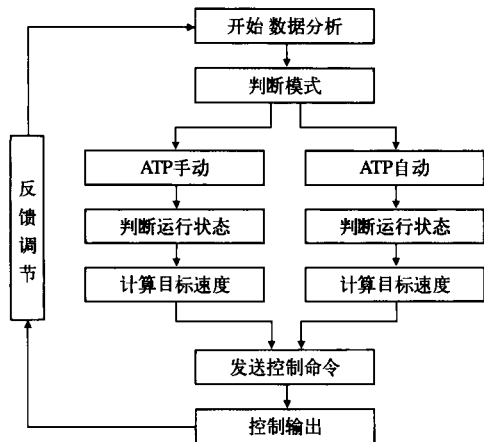 开始 数据分析
判断模式
ATP手动
ATP自动
判断运行状态
判断运行状态
计算目标速度
计算目标速度
发送控制命令
控制输出
反馈调节